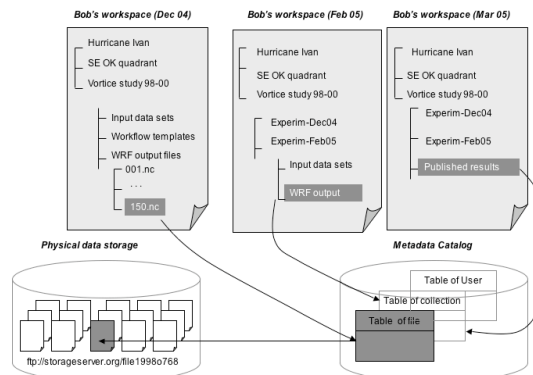 Bob's workspace (Dec 04)
Hurricane Ivan
SE OK quadrant
Vortice study 98-00
Input data sets
Workflow templates
WRF output files
001.nc
. . .
150.nc
Bob's workspace (Feb 05)
Hurricane Ivan
SE OK quadrant
Vortice study 98-00
Experim-Dec04
Experim-Feb05
Input data sets
WRF output
Bob's workspace (Mar 05)
Hurricane Ivan
SE OK quadrant
Vortice study 98-00
Experim-Dec04
Experim-Feb05
Published results
Physical data storage
ftp://storageserver.org/file1998o768
Metadata Catalog
Table of User
Table of collection
Table of file